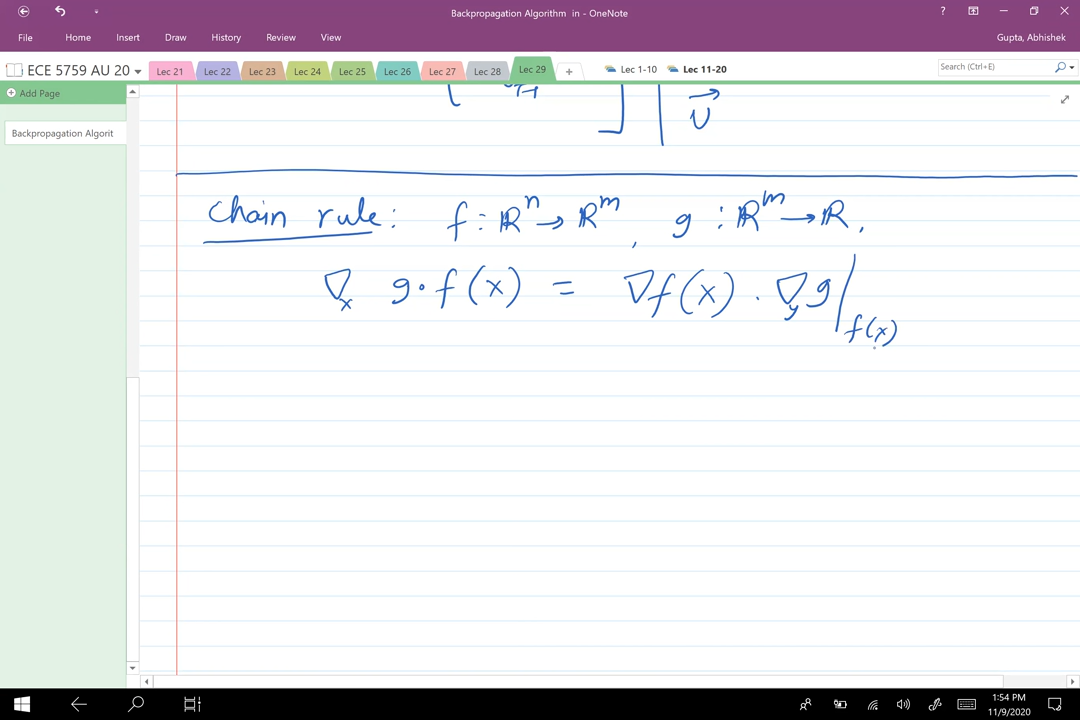 Backpropagation Algorithm in - OneNote
File Home Insert Draw History Review View
Gupta, Abhishek
ECE 5759 AU 20 Lec 21 Lec 22 Lec 23 Lec 24 Lec 25 Lec 26 Lec 27 Lec 28 Lec 29 + Lec 1-10 Lec 11-20
Search (Ctrl+E)
Add Page
Backpropagation Algorit
v⃗
Chain rule: f : ℝⁿ → ℝᵐ, g : ℝᵐ → ℝ,
∇ₓ g∘f(x) = ∇f(x) · ∇_y g |_f(x)
1:54 PM
11/9/2020